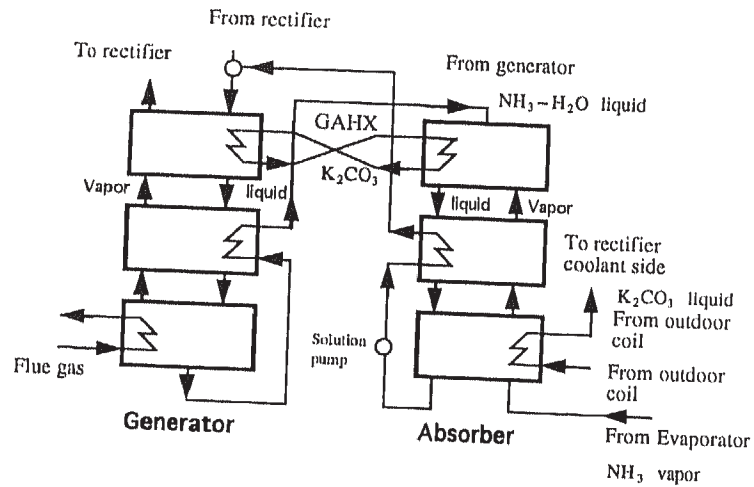 From rectifier
To rectifier
From generator
NH₃–H2O liquid
GAHX
K₂CO₃
Vapor
liquid
liquid
Vapor
To rectifier
coolant side
K₂CO₃ liquid
From outdoor
coil
Solution
pump
Flue gas
From outdoor
coil
Generator
Absorber
From Evaporator
NH₃ vapor